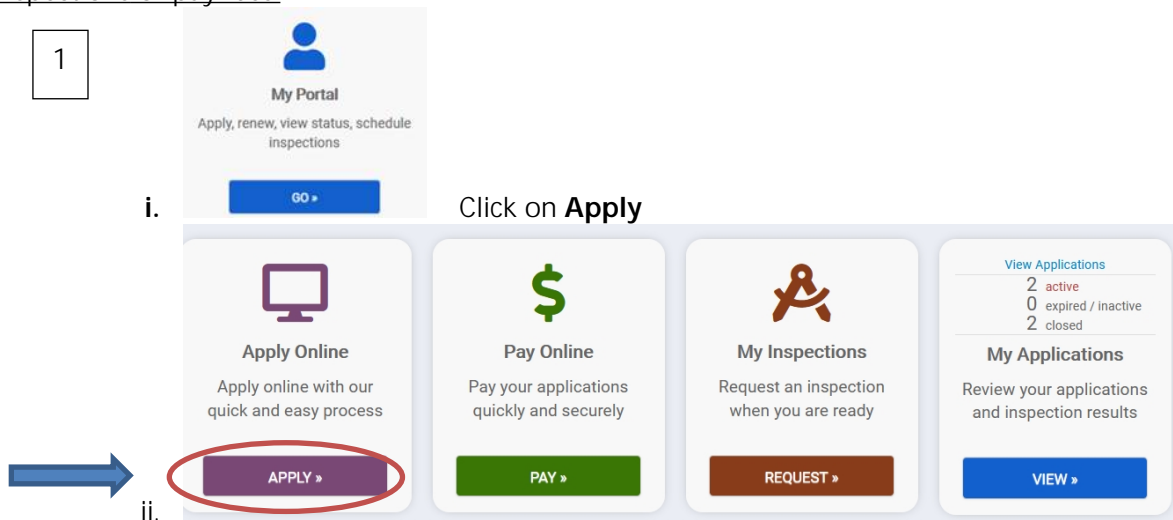 1
My Portal
Apply, renew, view status, schedule
inspections
GO »
i. Click on Apply
Apply Online
Apply online with our
quick and easy process
APPLY »
Pay Online
Pay your applications
quickly and securely
PAY »
My Inspections
Request an inspection
when you are ready
REQUEST »
View Applications
2 active
0 expired / inactive
2 closed
My Applications
Review your applications
and inspection results
VIEW »
ii.